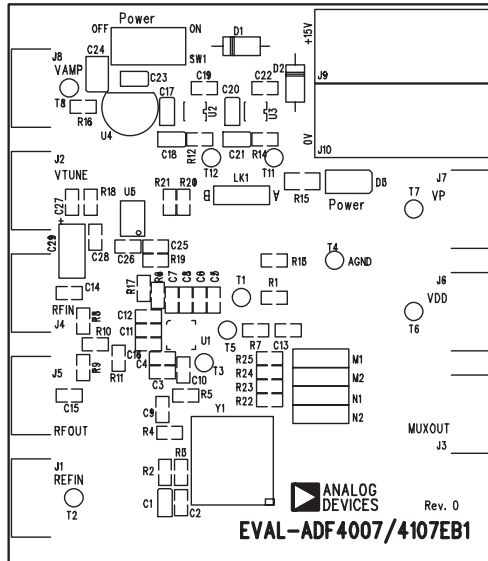 Power
OFF
ON
SW1
D1
+15V
J8
VAMP
C24
C23
C19
C22
D2
J9
T8
R16
U4
C17
U2
C20
U3
0V
J10
C18
R12
C21
R14
T12
T11
J2
VTUNE
R21
R20
LK1
B
A
R15
D3
Power
J7
VP
T7
C27
R18
U5
C29
C28
C26
C25
R19
T4
AGND
R13
J6
VDD
T6
C14
R17
R6
C7
C8
C6
C5
T1
R1
RFIN
J4
R8
C12
C11
U1
T5
R7
C13
R10
R9
R11
C16
C4
C3
C10
T3
R25
R24
R23
R22
M1
M2
N1
N2
J5
C15
R5
C9
Y1
R4
RFOUT
MUXOUT
J3
J1
REFIN
T2
R2
R3
C1
C2
ANALOG
DEVICES
Rev. 0
EVAL-ADF4007/4107EB1